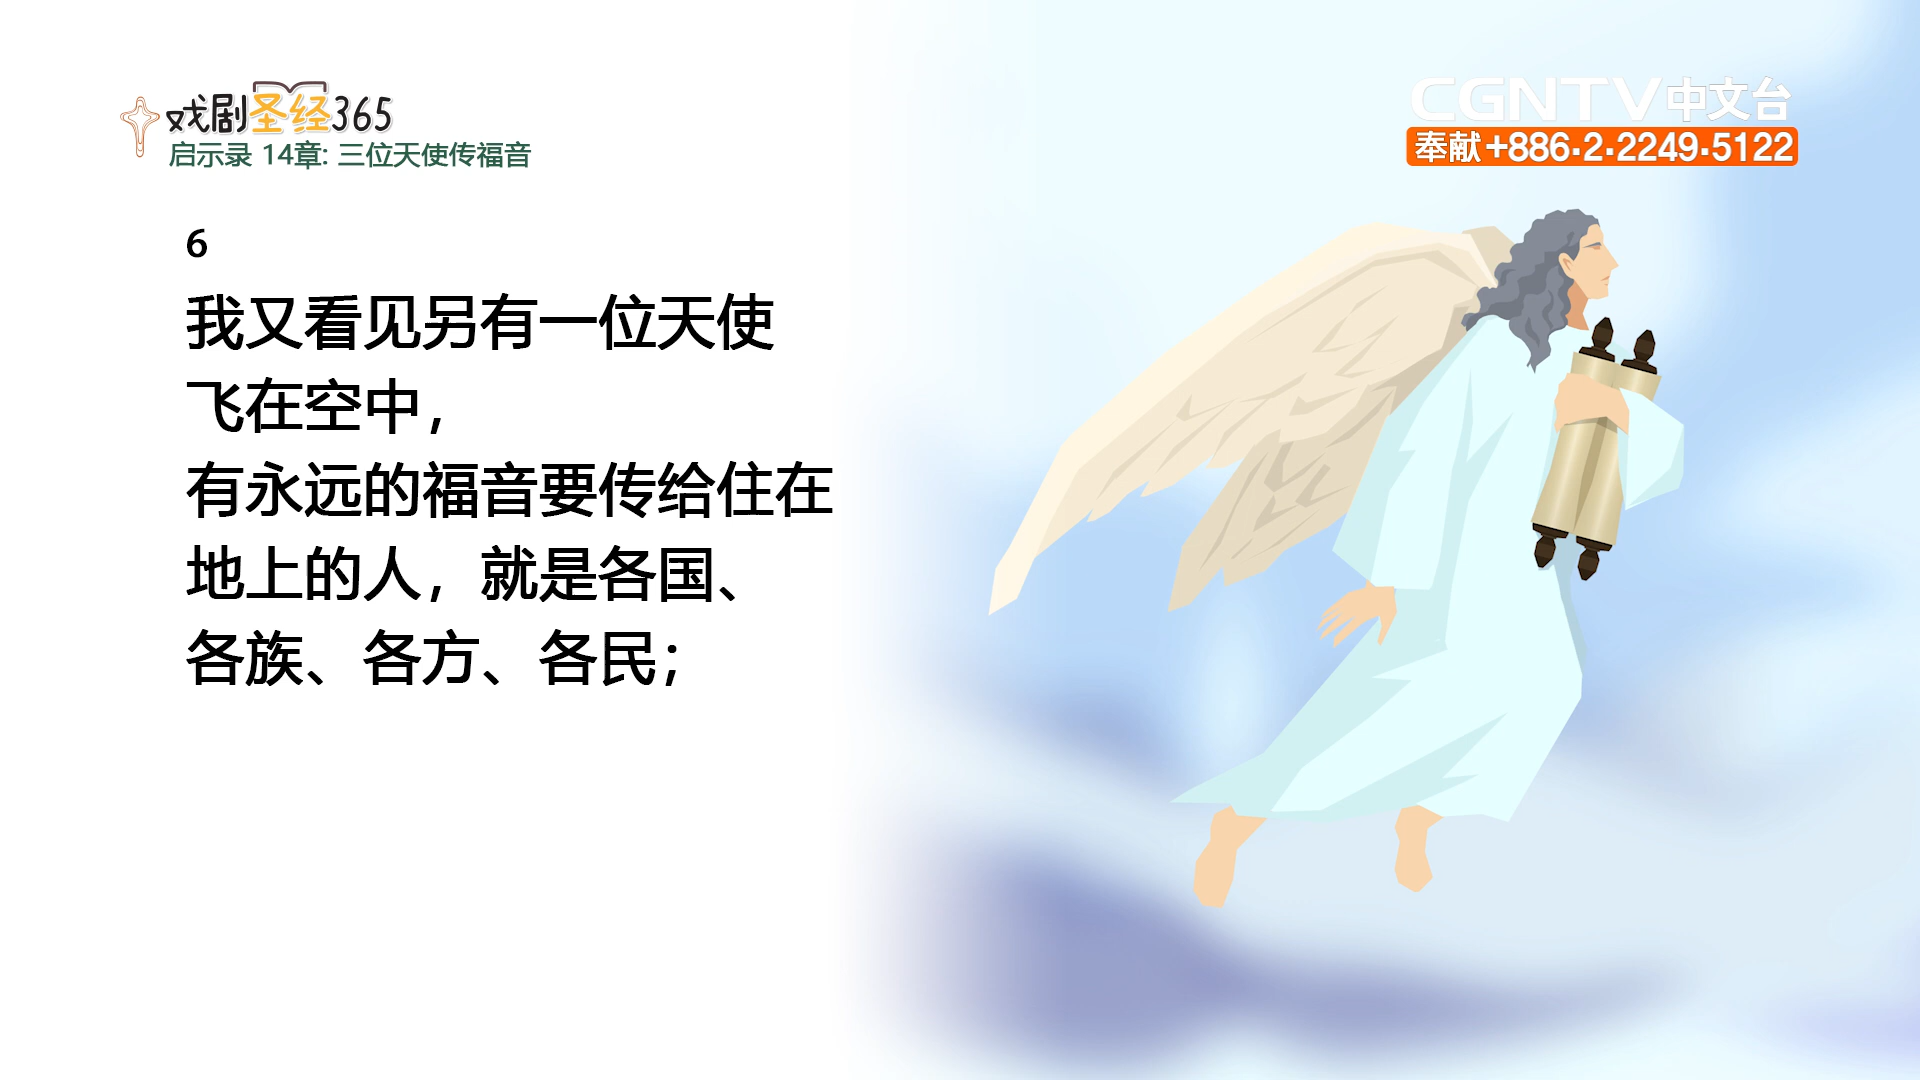 戏剧圣经365
启示录 14章: 三位天使传福音
CGNTV中文台
奉献+886·2·2249·5122
6
我又看见另有一位天使
飞在空中，
有永远的福音要传给住在
地上的人，就是各国、
各族、各方、各民；